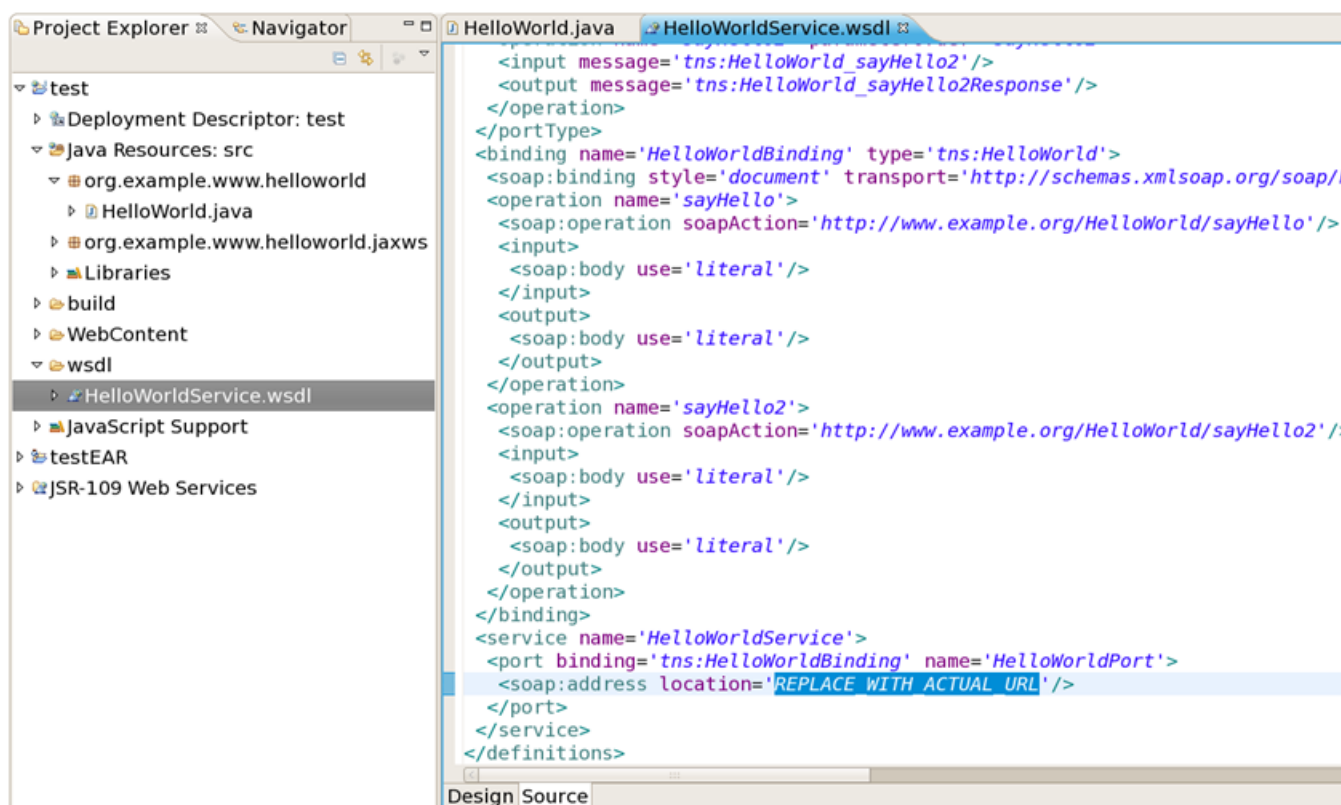 Project Explorer
Navigator
test
Deployment Descriptor: test
Java Resources: src
org.example.www.helloworld
HelloWorld.java
org.example.www.helloworld.jaxws
Libraries
build
WebContent
wsdl
HelloWorldService.wsdl
JavaScript Support
testEAR
JSR-109 Web Services
HelloWorld.java
HelloWorldService.wsdl
<input message='tns:HelloWorld_sayHello2'/>
<output message='tns:HelloWorld_sayHello2Response'/>
</operation>
</portType>
<binding name='HelloWorldBinding' type='tns:HelloWorld'>
<soap:binding style='document' transport='http://schemas.xmlsoap.org/soap/
<operation name='sayHello'>
<soap:operation soapAction='http://www.example.org/HelloWorld/sayHello'/>
<input>
<soap:body use='literal'/>
</input>
<output>
<soap:body use='literal'/>
</output>
</operation>
<operation name='sayHello2'>
<soap:operation soapAction='http://www.example.org/HelloWorld/sayHello2'/
<input>
<soap:body use='literal'/>
</input>
<output>
<soap:body use='literal'/>
</output>
</operation>
</binding>
<service name='HelloWorldService'>
<port binding='tns:HelloWorldBinding' name='HelloWorldPort'>
<soap:address location='REPLACE_WITH_ACTUAL_URL'/>
</port>
</service>
</definitions>
Design
Source